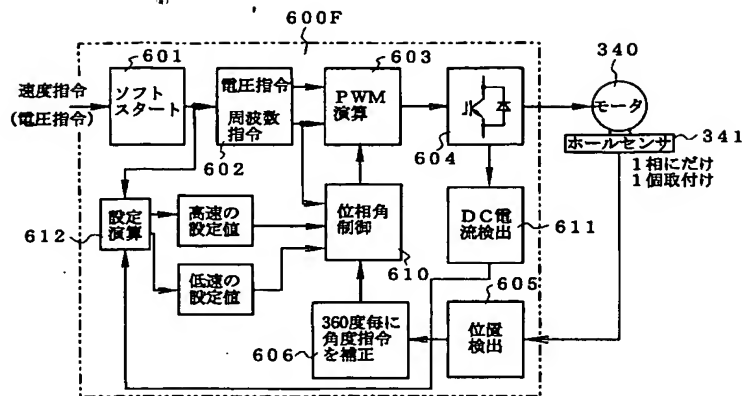 600F
601
603
340
速度指令
(電圧指令)
ソフト
スタート
電圧指令
周波数
指令
PWM
演算
モータ
ホールセンサ
341
1相にだけ
1個取付け
602
604
612
設定
演算
高速の
設定値
低速の
設定値
位相角
制御
610
DC電
流検出
611
605
606
360度毎に
角度指令
を補正
位置
検出